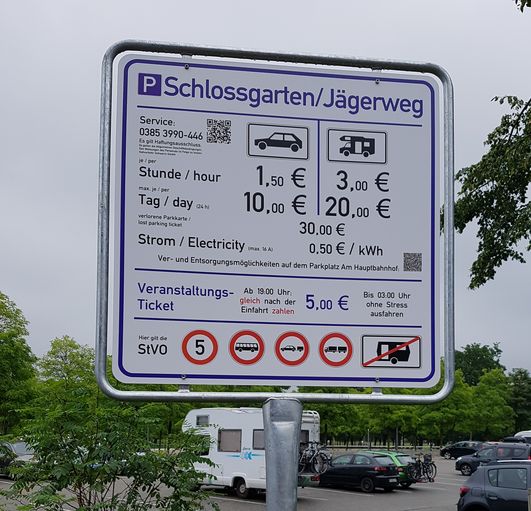 P Schlossgarten/Jägerweg
Service:
0385 3990-446
Es gilt Haftungsausschluss
je / per
Stunde / hour 1,50 € 3,00 €
max. je / per
Tag / day (24 h) 10,00 € 20,00 €
verlorene Parkkarte /
lost parking ticket 30,00 €
Strom / Electricity (max. 16 A) 0,50 € / kWh
Ver- und Entsorgungsmöglichkeiten auf dem Parkplatz Am Hauptbahnhof
Veranstaltungs-
Ticket
Ab 19.00 Uhr:
gleich nach der
Einfahrt zahlen
5,00 €
Bis 03.00 Uhr
ohne Stress
ausfahren
Hier gilt die
StVO
5